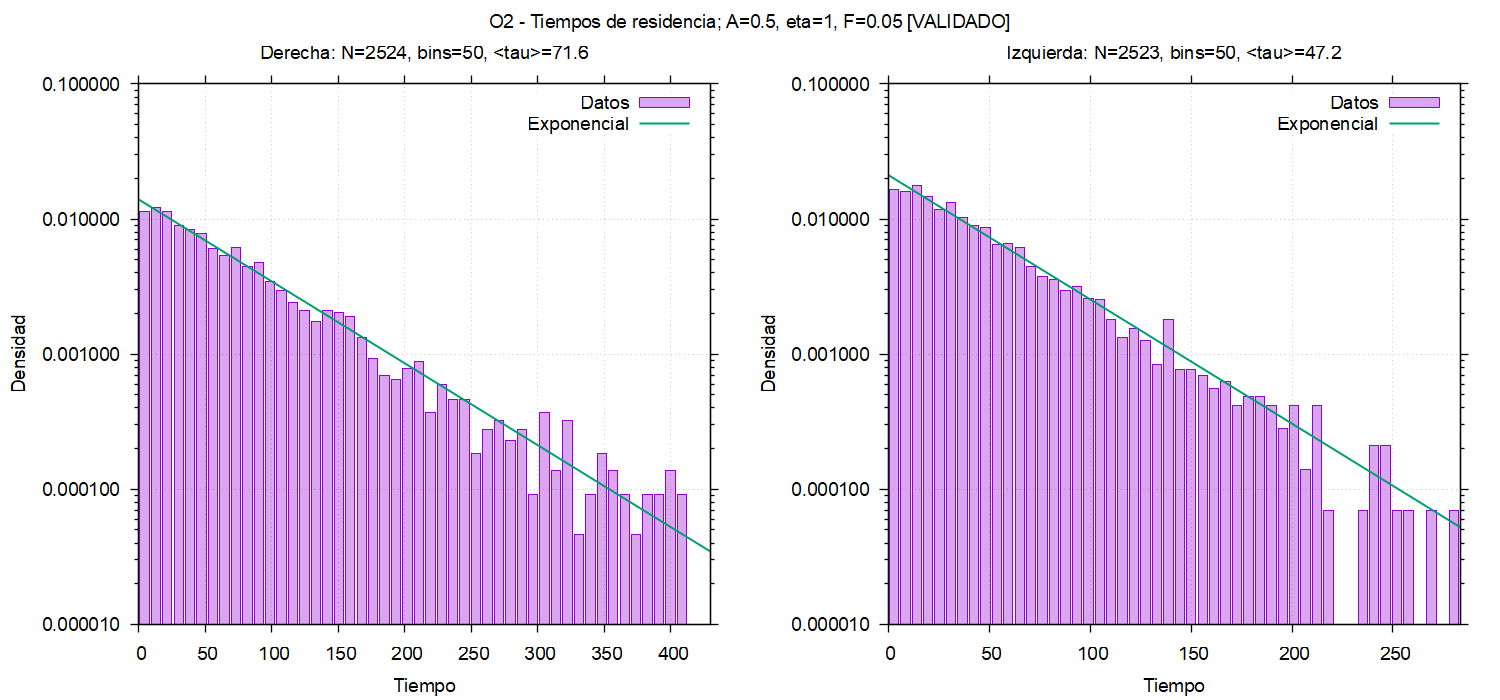 O2 - Tiempos de residencia; A=0.5, eta=1, F=0.05 [VALIDADO]
Derecha: N=2524, bins=50, <tau>=71.6
0.100000
0.010000
0.001000
0.000100
0.000010
Densidad
Datos
Exponencial
0 50 100 150 200 250 300 350 400
Tiempo
Izquierda: N=2523, bins=50, <tau>=47.2
0.100000
0.010000
0.001000
0.000100
0.000010
Densidad
Datos
Exponencial
0 50 100 150 200 250
Tiempo